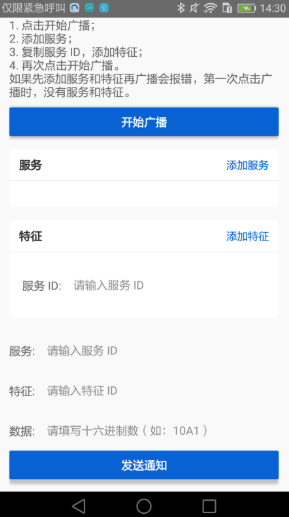 仅限紧急呼叫
14:30
1. 点击开始广播；
2. 添加服务；
3. 复制服务 ID，添加特征；
4. 再次点击开始广播。
如果先添加服务和特征再广播会报错，第一次点击广
播时，没有服务和特征。
开始广播
服务 添加服务
特征 添加特征
服务 ID: 请输入服务 ID
服务: 请输入服务 ID
特征: 请输入特征 ID
数据: 请填写十六进制数（如：10A1）
发送通知